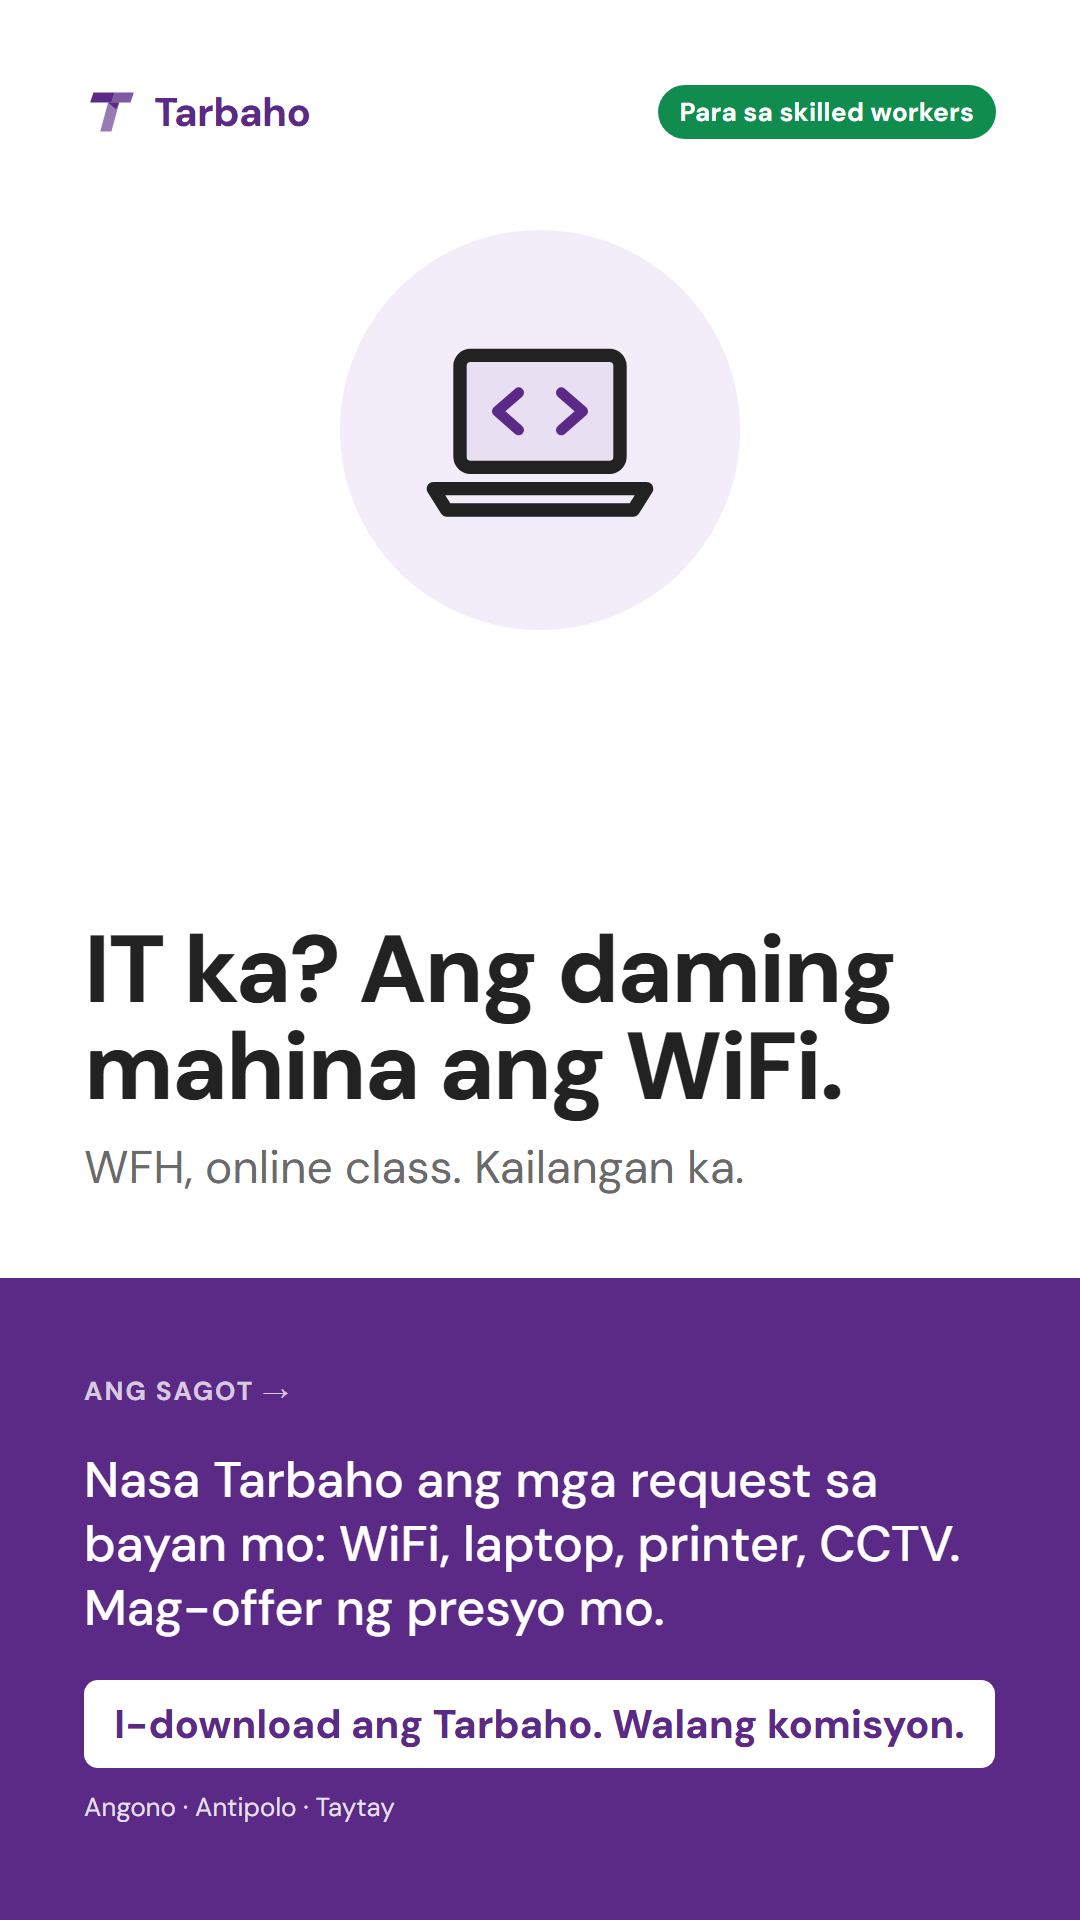 Tarbaho
Para sa skilled workers
IT ka? Ang daming
mahina ang WiFi.
WFH, online class. Kailangan ka.
ANG SAGOT →
Nasa Tarbaho ang mga request sa
bayan mo: WiFi, laptop, printer, CCTV.
Mag-offer ng presyo mo.
I-download ang Tarbaho. Walang komisyon.
Angono · Antipolo · Taytay